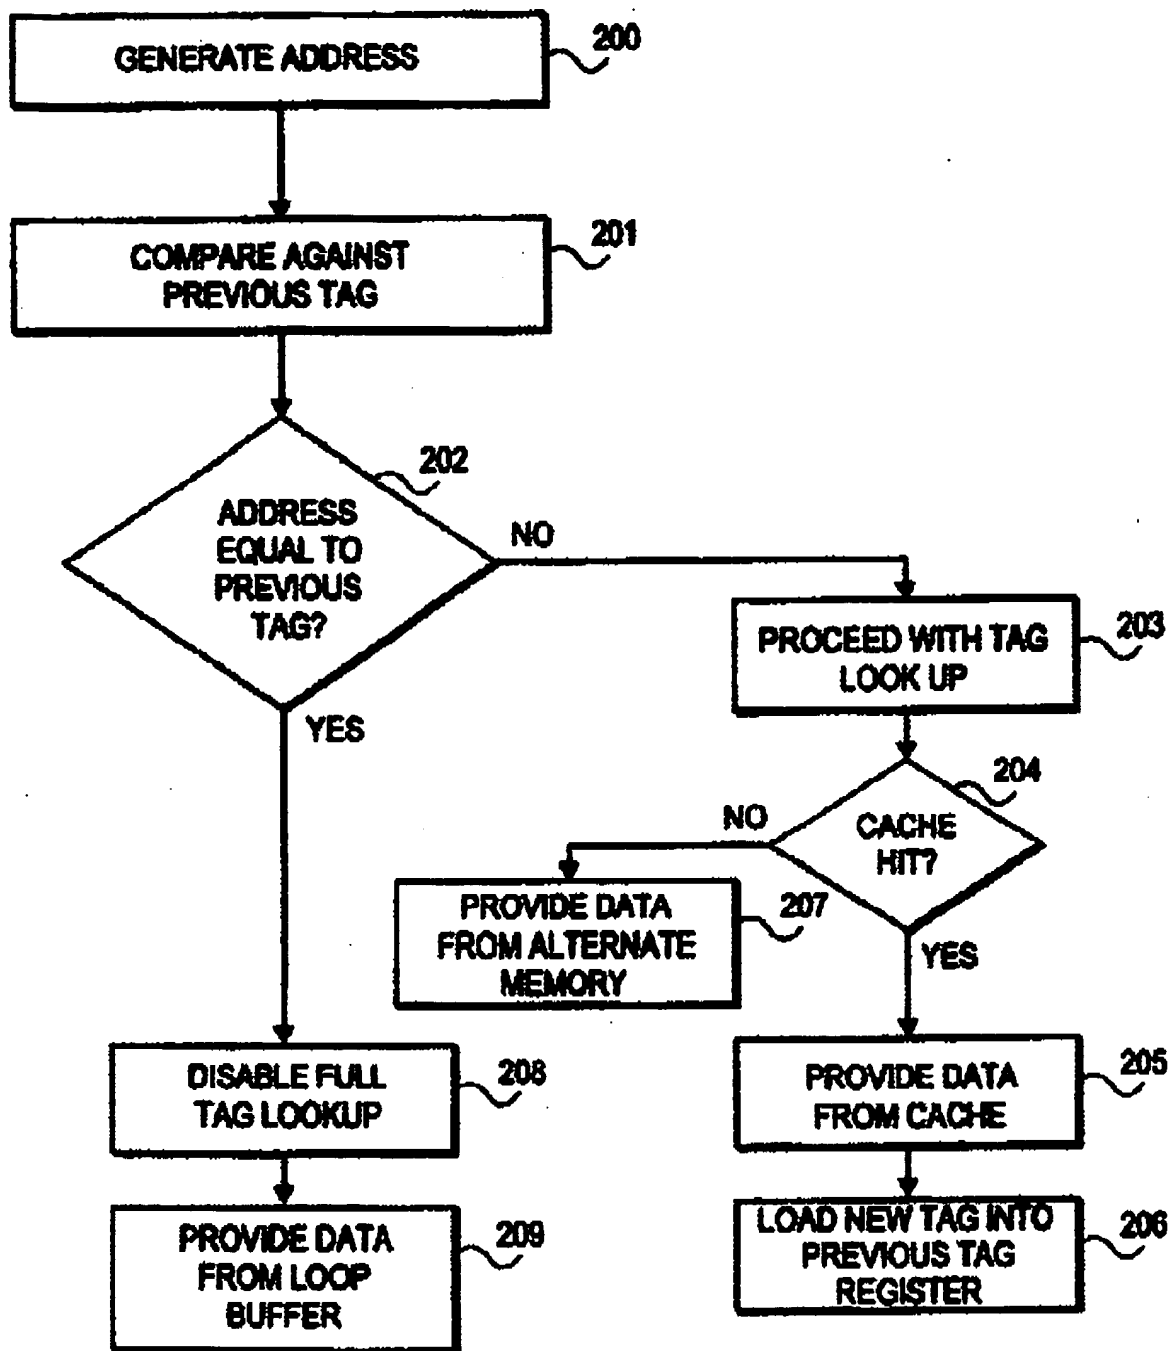 GENERATE ADDRESS
200
COMPARE AGAINST
PREVIOUS TAG
201
202
ADDRESS
EQUAL TO
PREVIOUS
TAG?
NO
YES
PROCEED WITH TAG
LOOK UP
203
204
CACHE
HIT?
NO
YES
PROVIDE DATA
FROM ALTERNATE
MEMORY
207
DISABLE FULL
TAG LOOKUP
208
PROVIDE DATA
FROM CACHE
205
PROVIDE DATA
FROM LOOP
BUFFER
209
LOAD NEW TAG INTO
PREVIOUS TAG
REGISTER
206